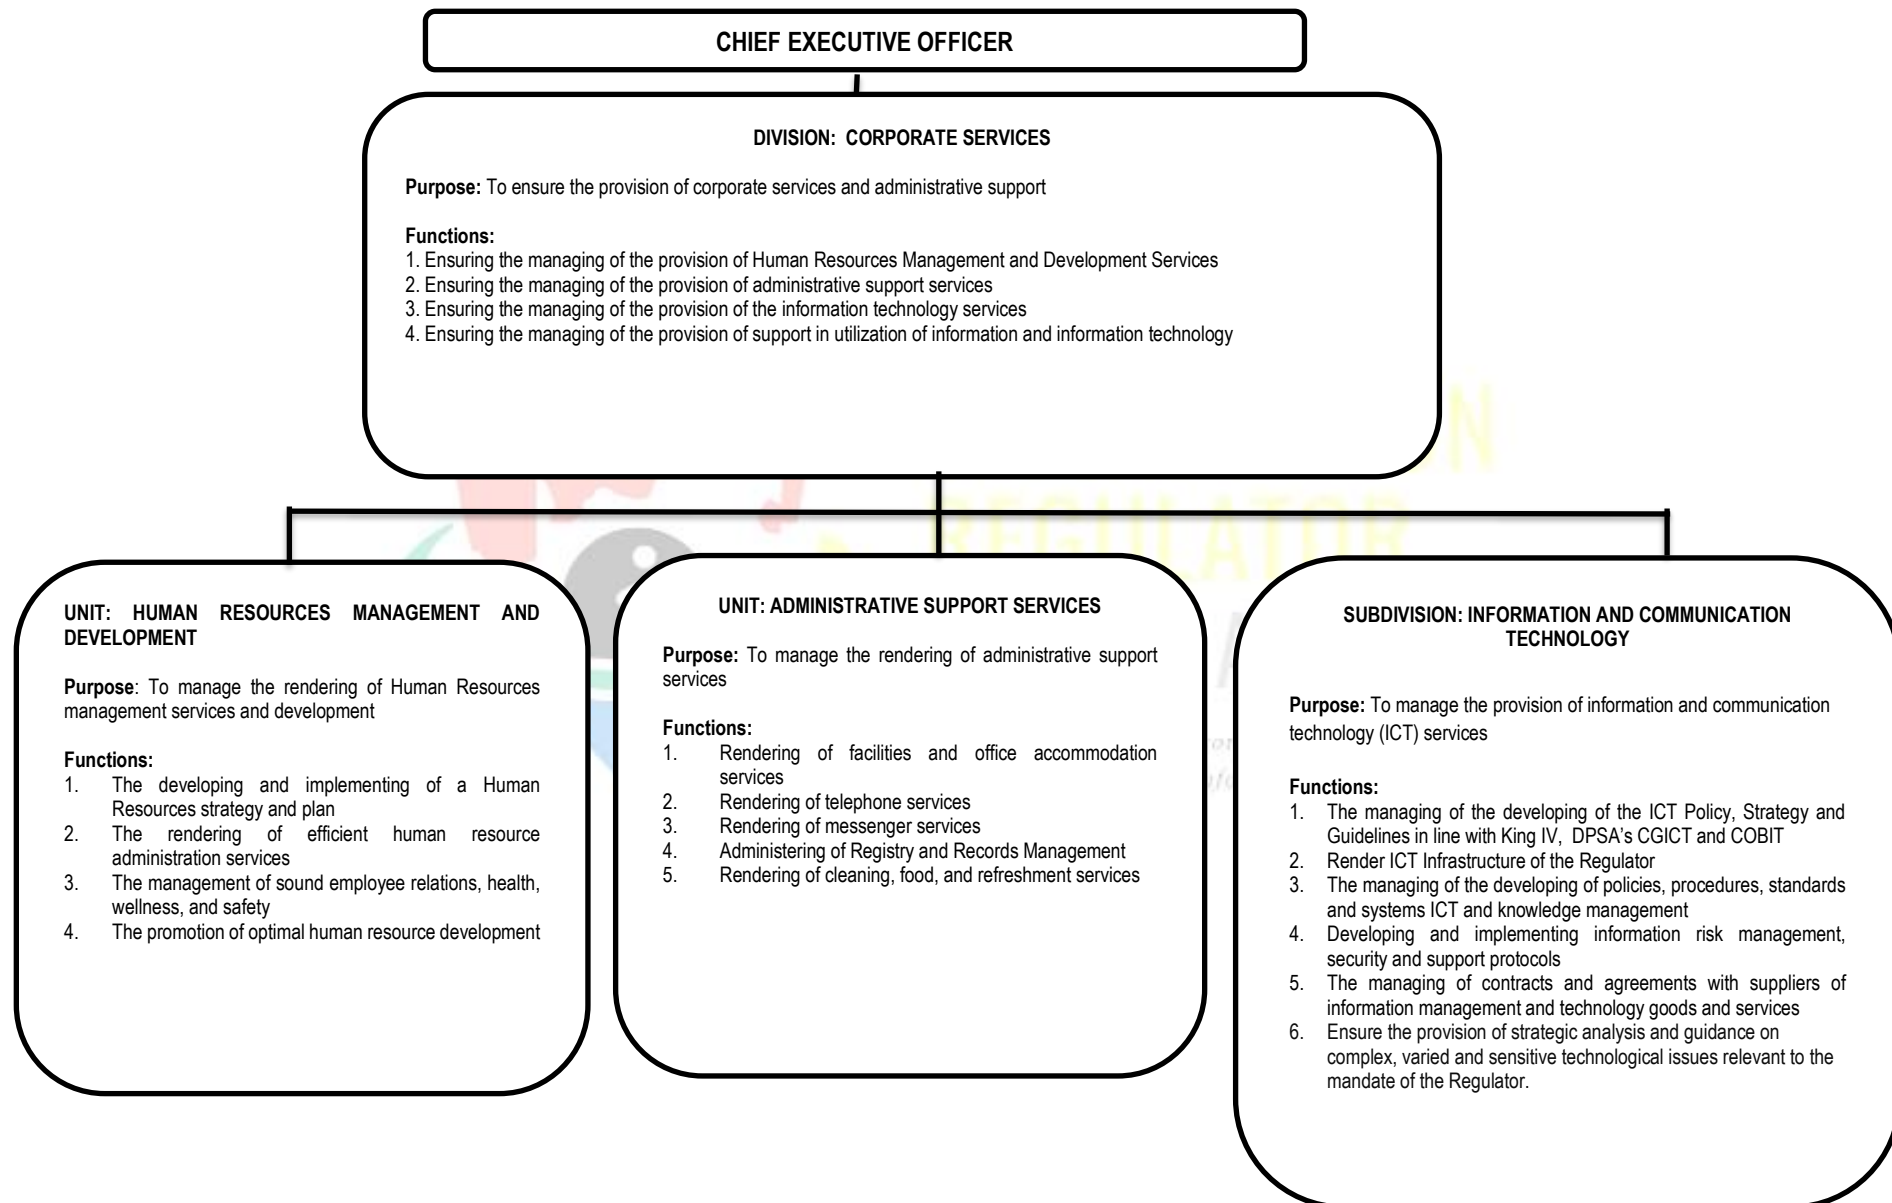 CHIEF EXECUTIVE OFFICER
DIVISION: CORPORATE SERVICES
Purpose: To ensure the provision of corporate services and administrative support
Functions:
1. Ensuring the managing of the provision of Human Resources Management and Development Services
2. Ensuring the managing of the provision of administrative support services
3. Ensuring the managing of the provision of the information technology services
4. Ensuring the managing of the provision of support in utilization of information and information technology
REGULATOR
UNIT: HUMAN RESOURCES MANAGEMENT AND
DEVELOPMENT
Purpose: To manage the rendering of Human Resources
management services and development
Functions:
1. The developing and implementing of a Human
Resources strategy and plan
2. The rendering of efficient human resource
administration services
3. The management of sound employee relations, health,
wellness, and safety
4. The promotion of optimal human resource development
UNIT: ADMINISTRATIVE SUPPORT SERVICES
Purpose: To manage the rendering of administrative support
services
Functions:
1. Rendering of facilities and office accommodation
services
2. Rendering of telephone services
3. Rendering of messenger services
4. Administering of Registry and Records Management
5. Rendering of cleaning, food, and refreshment services
SUBDIVISION: INFORMATION AND COMMUNICATION
TECHNOLOGY
Purpose: To manage the provision of information and communication
technology (ICT) services
Functions:
1. The managing of the developing of the ICT Policy, Strategy and
Guidelines in line with King IV, DPSA's CGICT and COBIT
2. Render ICT Infrastructure of the Regulator
3. The managing of the developing of policies, procedures, standards
and systems ICT and knowledge management
4. Developing and implementing information risk management,
security and support protocols
5. The managing of contracts and agreements with suppliers of
information management and technology goods and services
6. Ensure the provision of strategic analysis and guidance on
complex, varied and sensitive technological issues relevant to the
mandate of the Regulator.